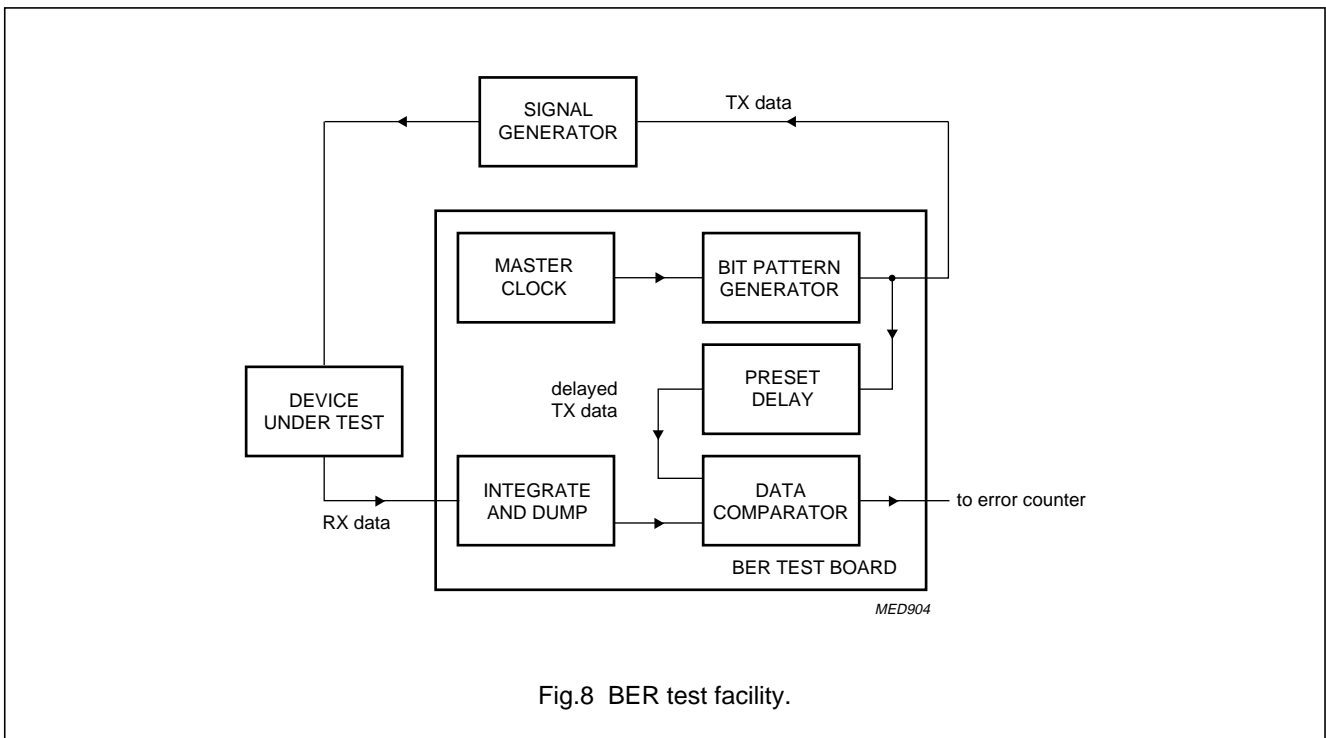 SIGNAL
GENERATOR
TX data
MASTER
CLOCK
BIT PATTERN
GENERATOR
DEVICE
UNDER TEST
delayed
TX data
PRESET
DELAY
RX data
INTEGRATE
AND DUMP
DATA
COMPARATOR
to error counter
BER TEST BOARD
MED904
Fig.8 BER test facility.